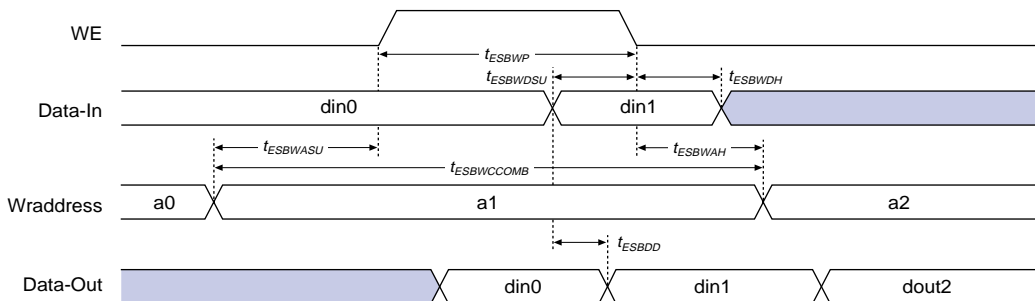 WE
tESBWP
tESBWDSU
tESBWDH
Data-In
din0
din1
tESBWASU
tESBWAH
tESBWCCOMB
Wraddress
a0
a1
a2
tESBDD
Data-Out
din0
din1
dout2